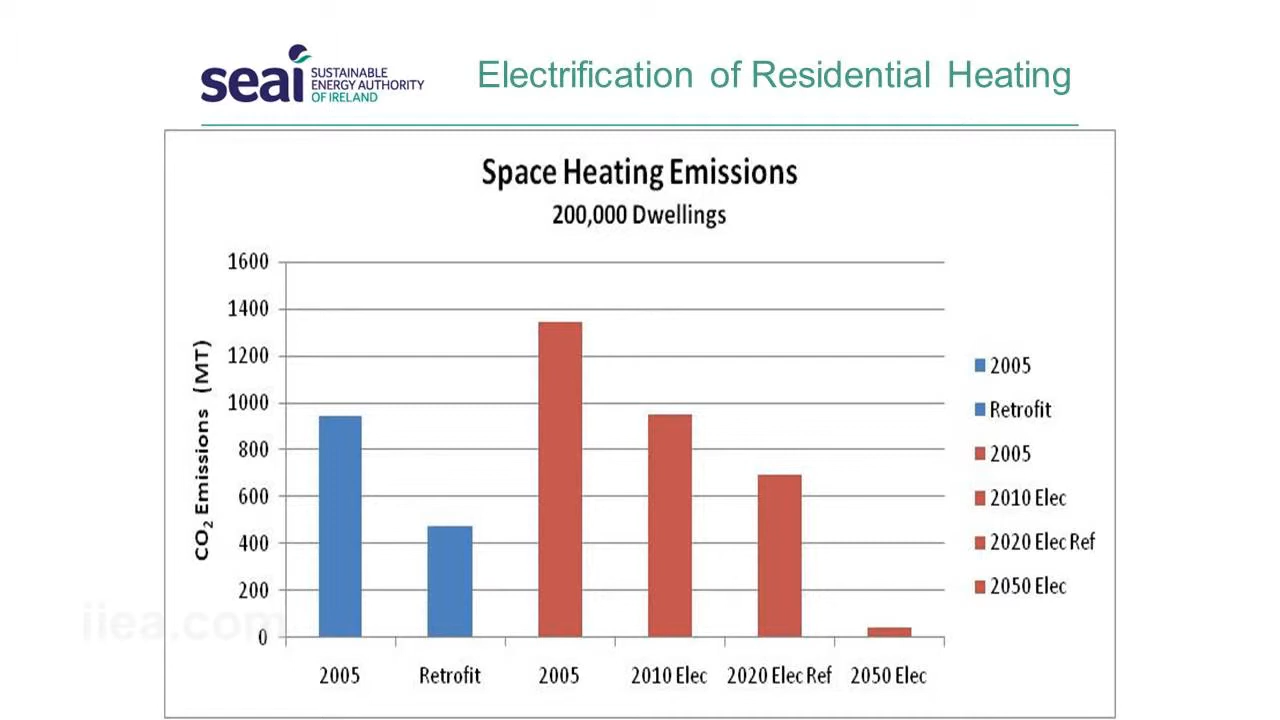 seai SUSTAINABLE
ENERGY AUTHORITY
OF IRELAND
Electrification of Residential Heating
Space Heating Emissions
200,000 Dwellings
CO2 Emissions (MT)
1600
1400
1200
1000
800
600
400
200
0
2005 Retrofit 2005 2010 Elec 2020 Elec Ref 2050 Elec
2005
Retrofit
2005
2010 Elec
2020 Elec Ref
2050 Elec
iiea.com